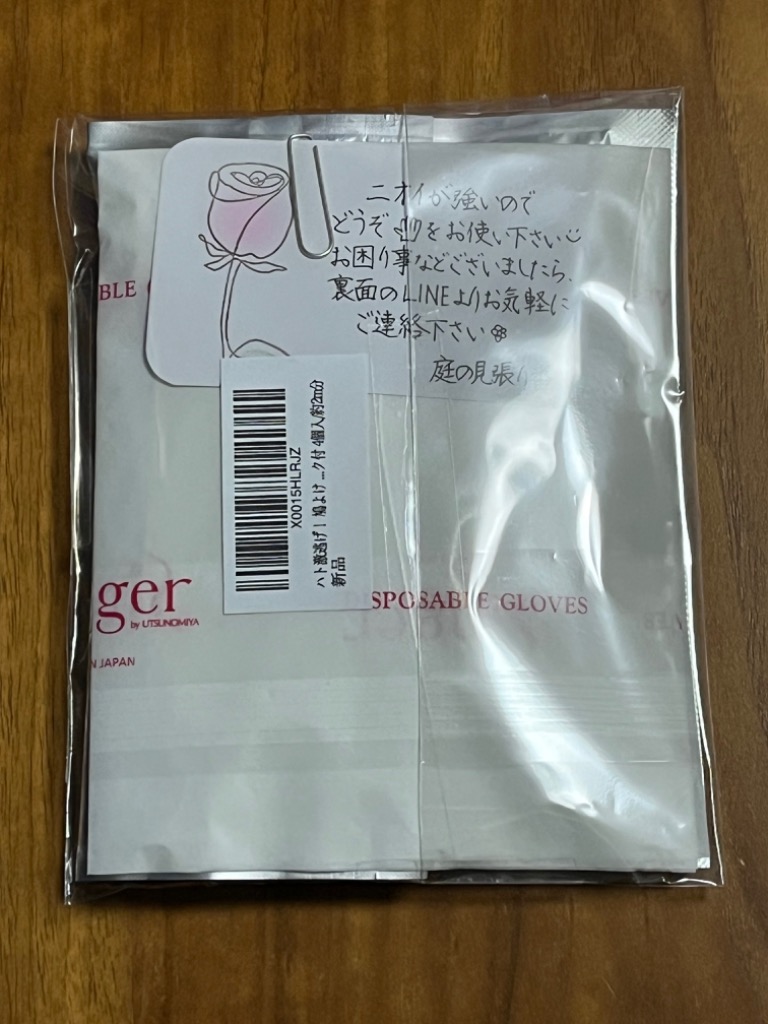 ニオイが強いので
どうぞ をお使い下さい
お困り事などございましたら、
裏面のLINEよりお気軽に
ご連絡下さい
庭の見張り
BLE
X0015HLRJZ
ハト激逃げ! 鳩よけ ...ク付 4個入/約2m分
新品
ger
by UTSUNOMIYA
SPOSABLE GLOVES
N JAPAN